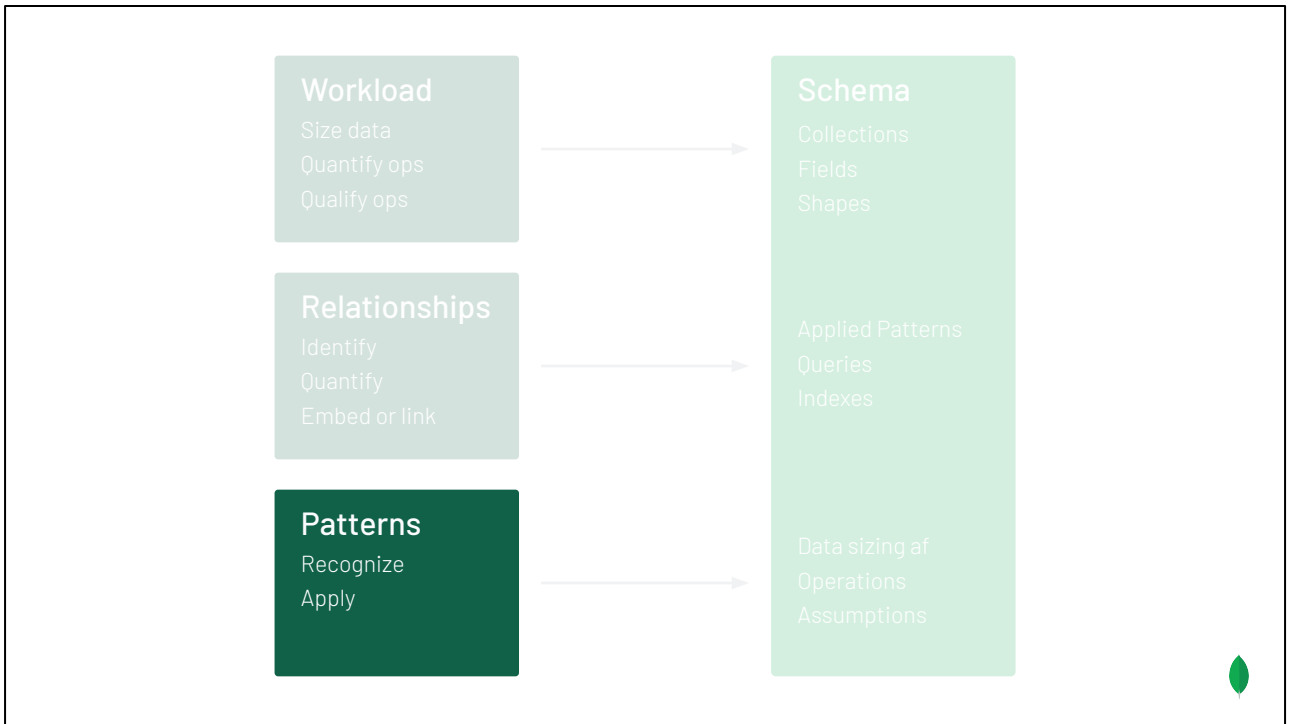 Workload
Size data
Quantify ops
Qualify ops
Relationships
Identify
Quantify
Embed or link
Patterns
Recognize
Apply
Schema
Collections
Fields
Shapes
Applied Patterns
Queries
Indexes
Data sizing af
Operations
Assumptions